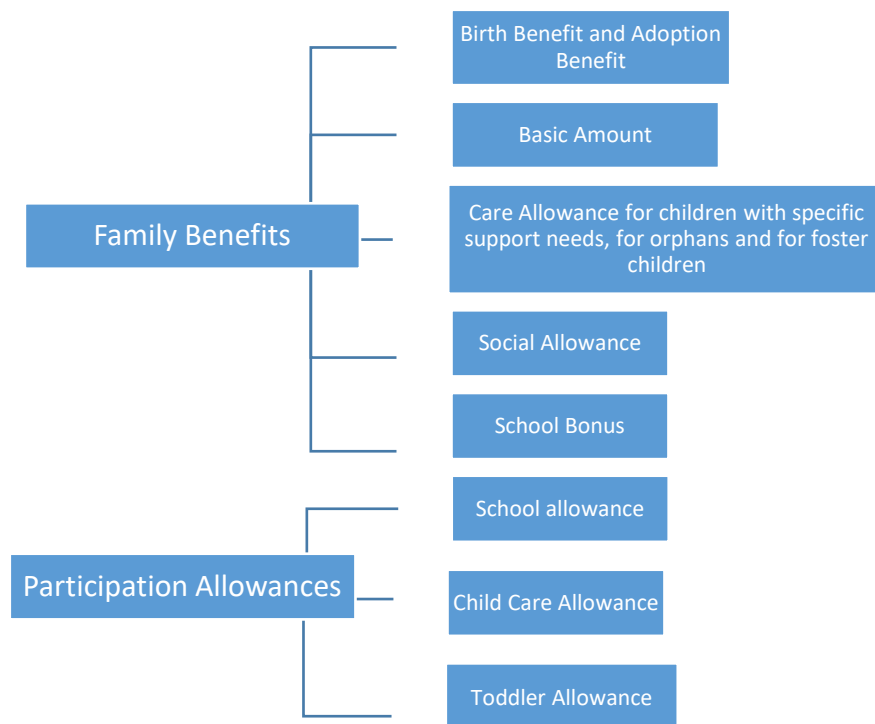 Family Benefits
Birth Benefit and Adoption
Benefit
Basic Amount
Care Allowance for children with specific
support needs, for orphans and for foster
children
Social Allowance
School Bonus
Participation Allowances
School allowance
Child Care Allowance
Toddler Allowance